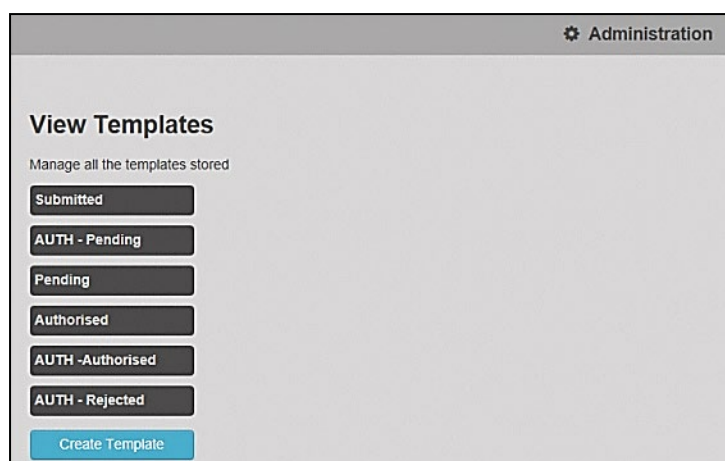 Administration
View Templates
Manage all the templates stored
Submitted
AUTH - Pending
Pending
Authorised
AUTH -Authorised
AUTH - Rejected
Create Template